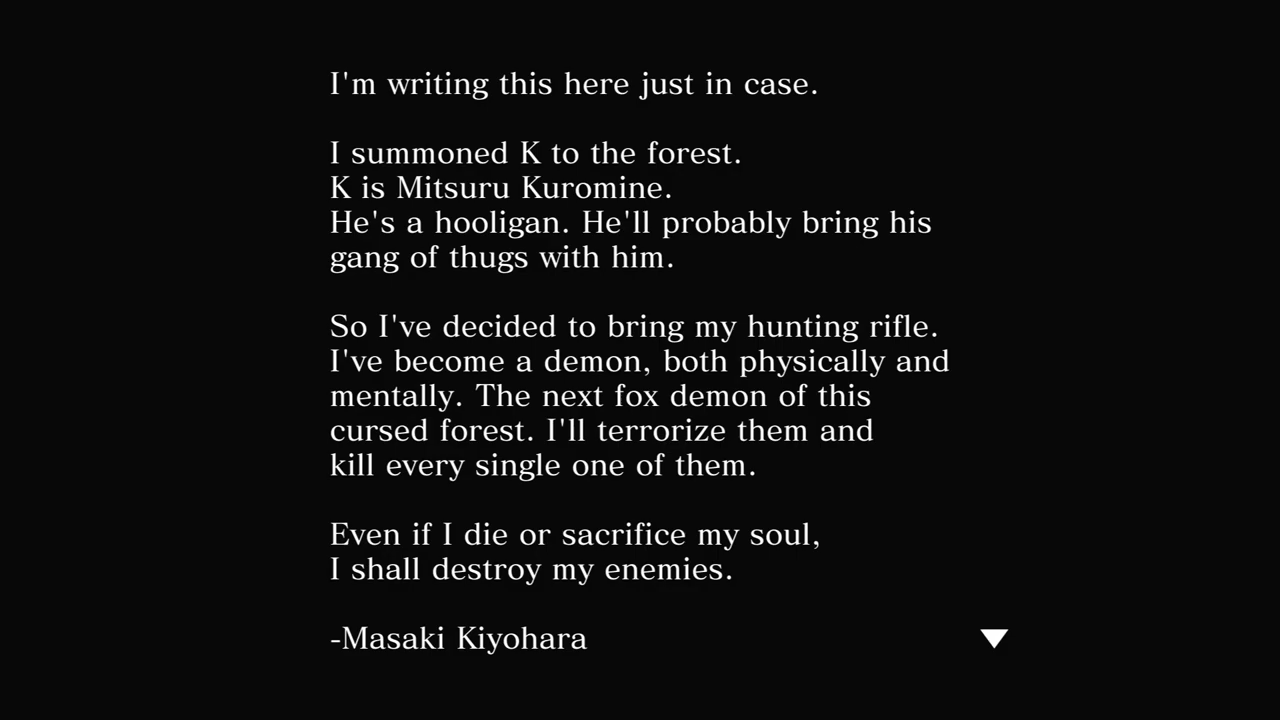 I'm writing this here just in case.
I summoned K to the forest.
K is Mitsuru Kuromine.
He's a hooligan. He'll probably bring his
gang of thugs with him.
So I've decided to bring my hunting rifle.
I've become a demon, both physically and
mentally. The next fox demon of this
cursed forest. I'll terrorize them and
kill every single one of them.
Even if I die or sacrifice my soul,
I shall destroy my enemies.
-Masaki Kiyohara